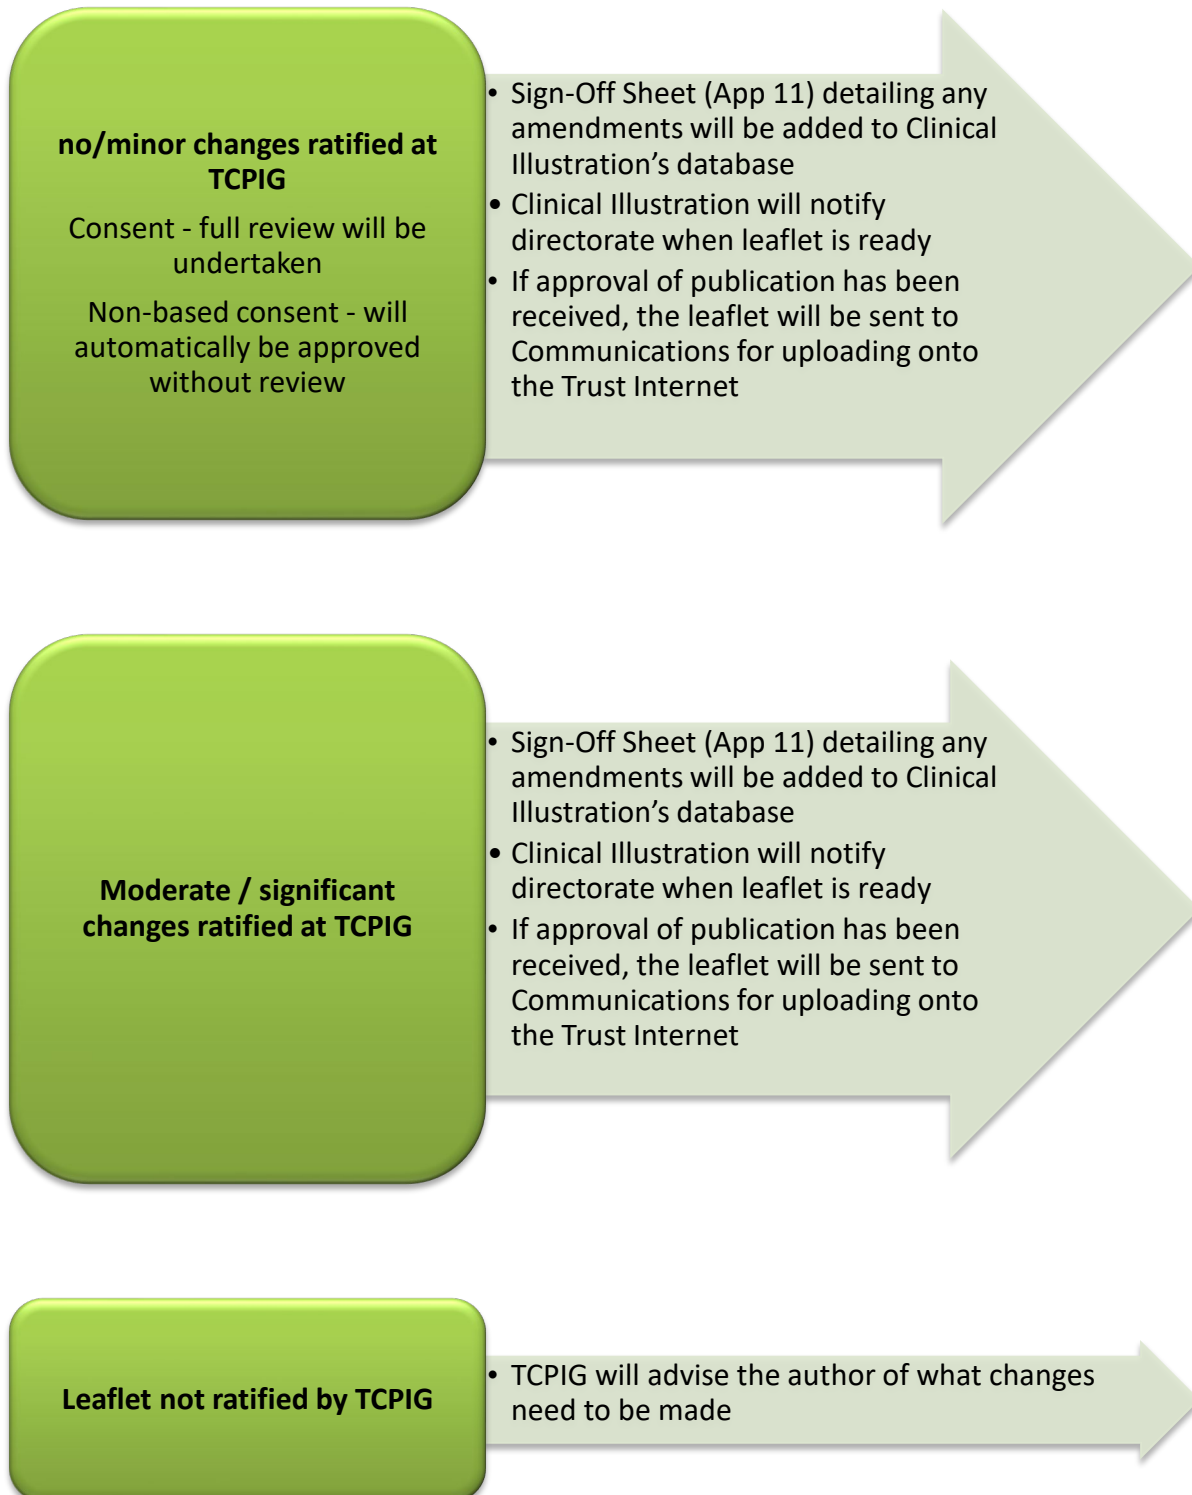 no/minor changes ratified at
TCPIG
Consent - full review will be
undertaken
Non-based consent - will
automatically be approved
without review
• Sign-Off Sheet (App 11) detailing any
amendments will be added to Clinical
Illustration’s database
• Clinical Illustration will notify
directorate when leaflet is ready
• If approval of publication has been
received, the leaflet will be sent to
Communications for uploading onto
the Trust Internet
Moderate / significant
changes ratified at TCPIG
• Sign-Off Sheet (App 11) detailing any
amendments will be added to Clinical
Illustration’s database
• Clinical Illustration will notify
directorate when leaflet is ready
• If approval of publication has been
received, the leaflet will be sent to
Communications for uploading onto
the Trust Internet
Leaflet not ratified by TCPIG
• TCPIG will advise the author of what changes
need to be made